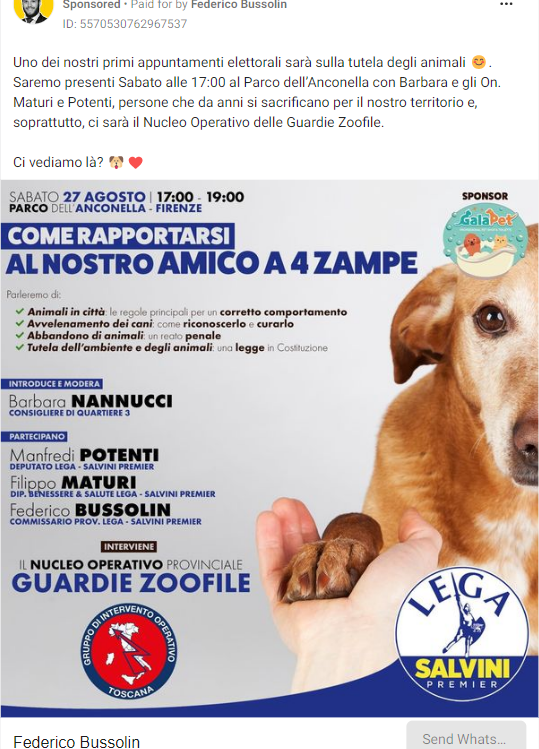 Sponsored • Paid for by Federico Bussolin
ID: 5570530762967537
Uno dei nostri primi appuntamenti elettorali sarà sulla tutela degli animali 😊.
Saremo presenti Sabato alle 17:00 al Parco dell’Anconella con Barbara e gli On.
Maturi e Potenti, persone che da anni si sacrificano per il nostro territorio e,
soprattutto, ci sarà il Nucleo Operativo delle Guardie Zoofile.
Ci vediamo là? 🐶❤️
SABATO 27 AGOSTO | 17:00 - 19:00
PARCO DELL'ANCONELLA - FIRENZE
SPONSOR
GalaPet
COME RAPPORTARSI
AL NOSTRO AMICO A 4 ZAMPE
Parleremo di:
✓ Animali in città: le regole principali per un corretto comportamento
✓ Avvelenamento dei cani: come riconoscerlo e curarlo
✓ Abbandono di animali: un reato penale
✓ Tutela dell'ambiente e degli animali: una legge in Costituzione
INTRODUCE E MODERA
Barbara NANNUCCI
CONSIGLIERE DI QUARTIERE 3
PARTECIPANO
Manfredi POTENTI
DEPUTATO LEGA - SALVINI PREMIER
Filippo MATURI
DIP. BENESSERE & SALUTE LEGA - SALVINI PREMIER
Federico BUSSOLIN
COMMISSARIO PROV. LEGA - SALVINI PREMIER
INTERVIENE
IL NUCLEO OPERATIVO PROVINCIALE
GUARDIE ZOOFILE
GRUPPO DI INTERVENTO OPERATIVO
TOSCANA
LEGA
SALVINI
PREMIER
Federico Bussolin
Send Whats...